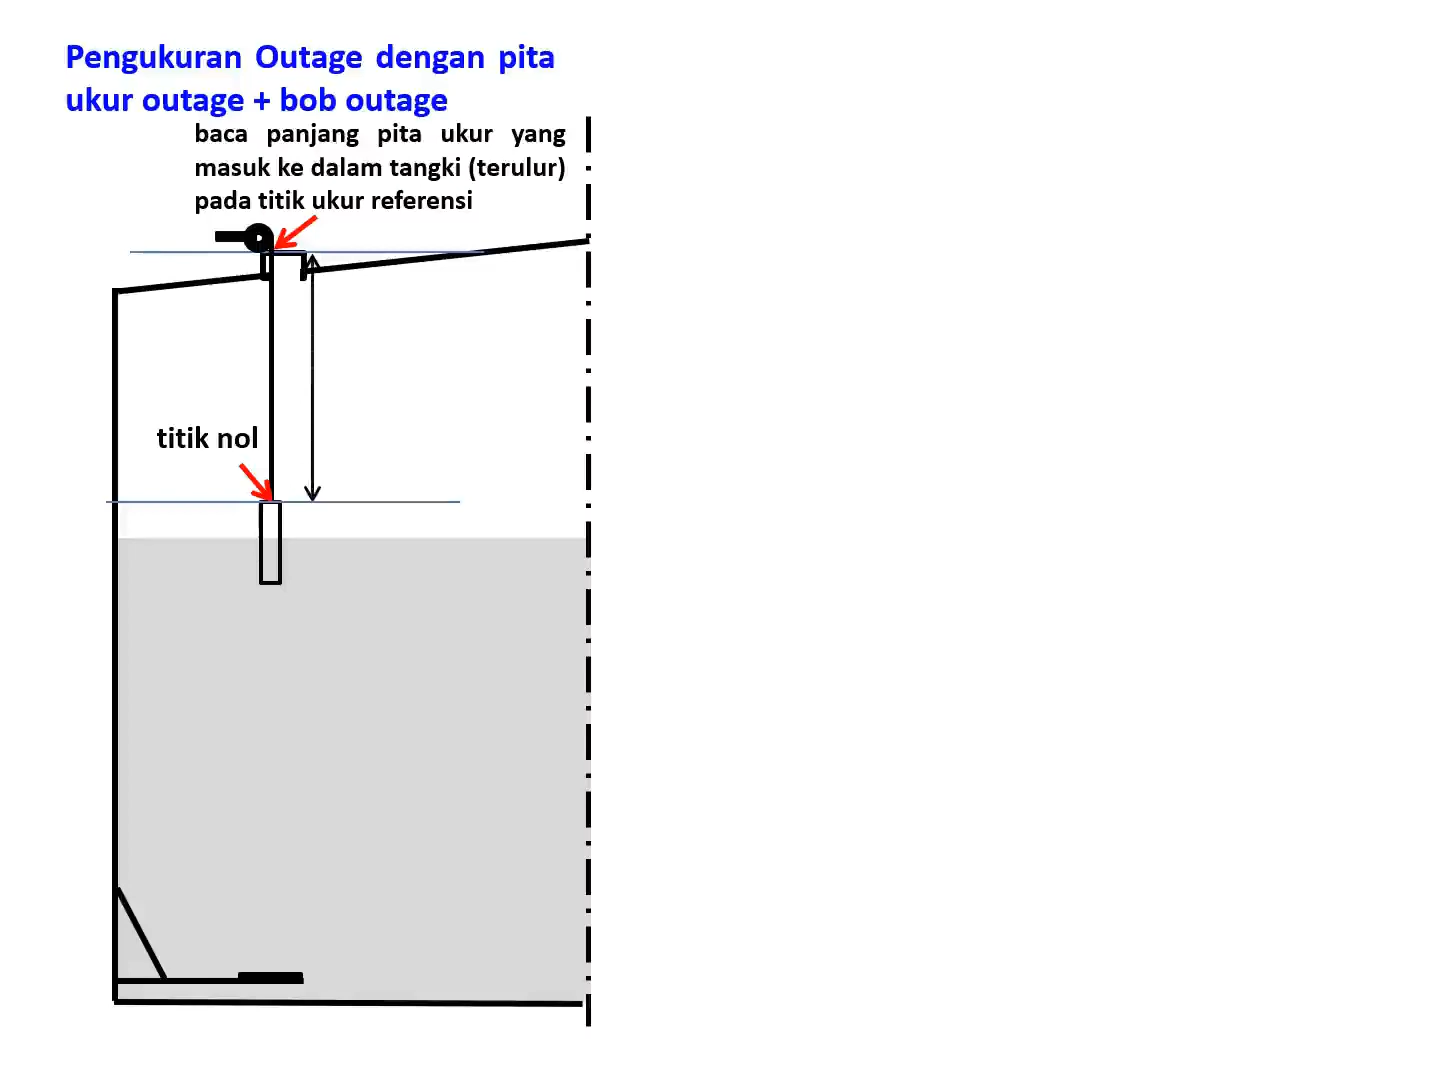 Pengukuran Outage dengan pita
ukur outage + bob outage
baca panjang pita ukur yang
masuk ke dalam tangki (terulur)
pada titik ukur referensi
titik nol